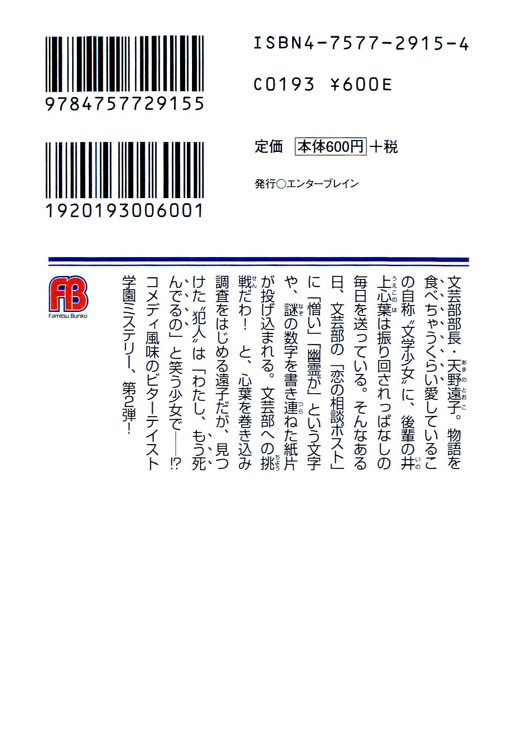 ISBN4-7577-2915-4
C0193 ¥600E
9784757729155
定価 本体600円+税
発行○エンターブレイン
1920193006001
FB
Famitsu Bunko
文芸部部長・天野遠子。物語を
食べちゃうくらい愛しているこ
の自称〝文学少女〟に、後輩の井
上心葉は振り回されっぱなしの
毎日を送っている。そんなある
日、文芸部の「恋の相談ポスト」
に「憎い」「幽霊が」という文字
や、謎の数字を書き連ねた紙片
が投げ込まれる。文芸部への挑
戦だわ! と、心葉を巻き込み
調査をはじめる遠子だが、見つ
けた〝犯人〟は「わたし、もう死
んでるの」と笑う少女で――!?
コメディ風味のビターテイスト
学園ミステリー、第2弾!